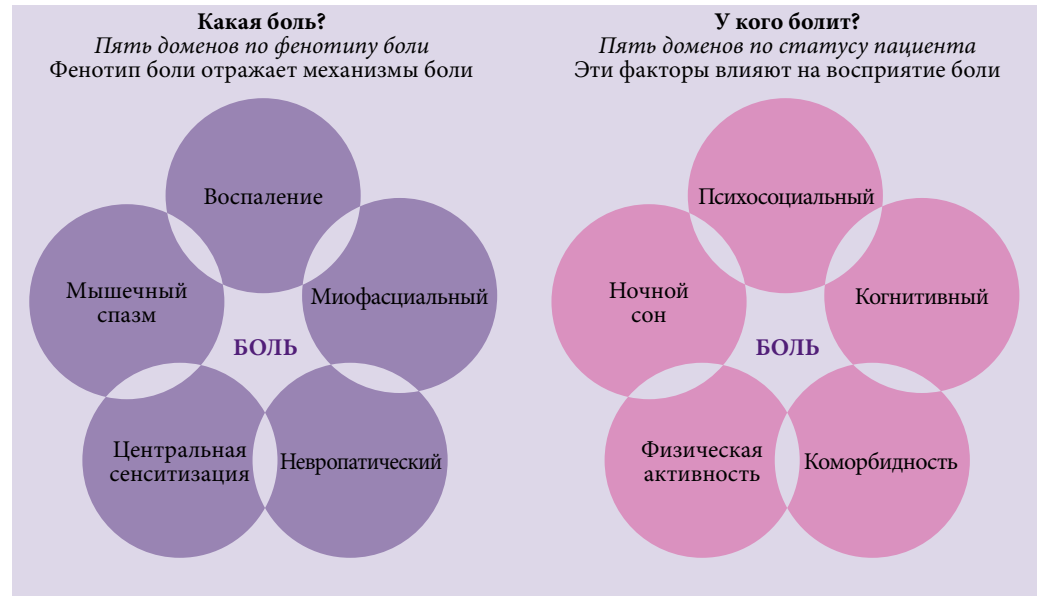 Какая боль?
Пять доменов по фенотипу боли
Фенотип боли отражает механизмы боли
Воспаление
Мышечный
спазм
Миофасциальный
БОЛЬ
Центральная
сенситизация
Невропатический
У кого болит?
Пять доменов по статусу пациента
Эти факторы влияют на восприятие боли
Психосоциальный
Ночной
сон
Когнитивный
БОЛЬ
Физическая
активность
Коморбидность